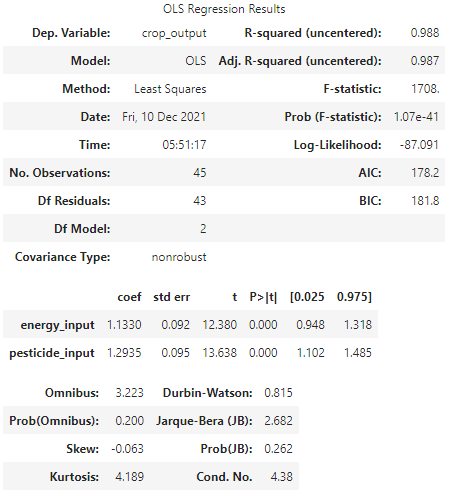 OLS Regression Results
Dep. Variable: crop_output R-squared (uncentered): 0.988
Model: OLS Adj. R-squared (uncentered): 0.987
Method: Least Squares F-statistic: 1708.
Date: Fri, 10 Dec 2021 Prob (F-statistic): 1.07e-41
Time: 05:51:17 Log-Likelihood: -87.091
No. Observations: 45 AIC: 178.2
Df Residuals: 43 BIC: 181.8
Df Model: 2
Covariance Type: nonrobust
coef std err t P>|t| [0.025 0.975]
energy_input 1.1330 0.092 12.380 0.000 0.948 1.318
pesticide_input 1.2935 0.095 13.638 0.000 1.102 1.485
Omnibus: 3.223 Durbin-Watson: 0.815
Prob(Omnibus): 0.200 Jarque-Bera (JB): 2.682
Skew: -0.063 Prob(JB): 0.262
Kurtosis: 4.189 Cond. No. 4.38